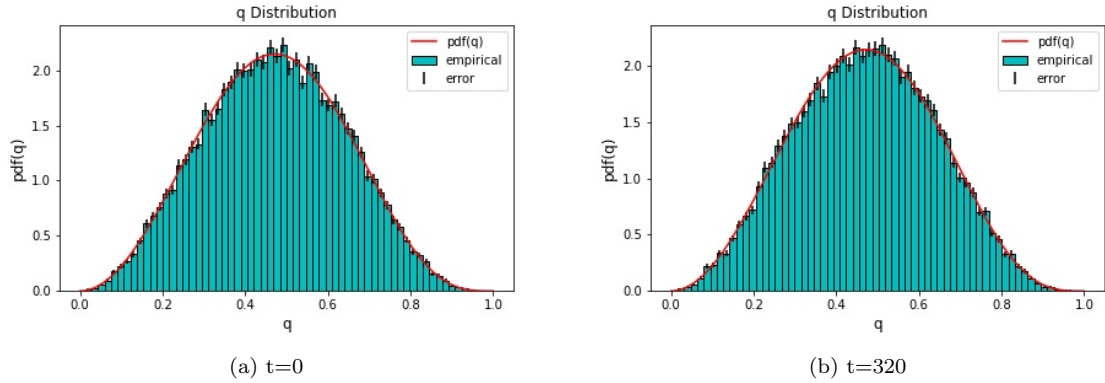 q Distribution
pdf(q)
empirical
error
2.0
1.5
1.0
0.5
0.0
pdf(q)
0.0 0.2 0.4 0.6 0.8 1.0
q
(a) t=0
q Distribution
pdf(q)
empirical
error
2.0
1.5
1.0
0.5
0.0
pdf(q)
0.0 0.2 0.4 0.6 0.8 1.0
q
(b) t=320